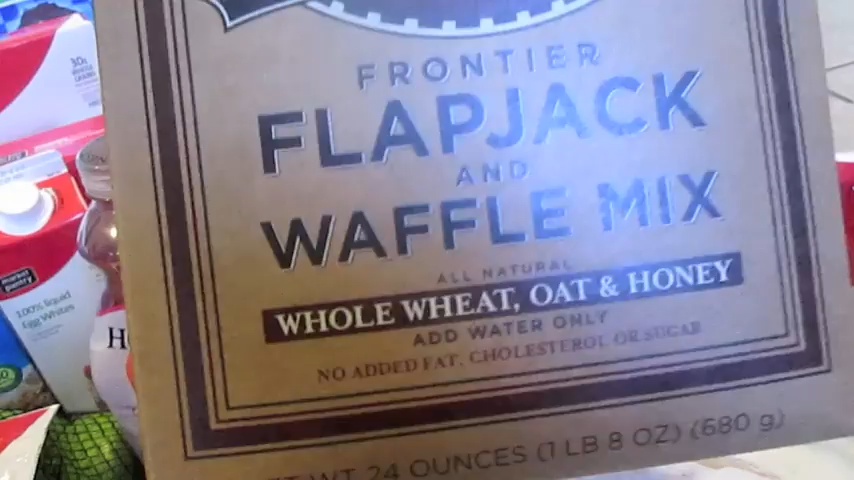 FRONTIER
FLAPJACK
AND
WAFFLE MIX
ALL NATURAL
WHOLE WHEAT, OAT & HONEY
ADD WATER ONLY
NO ADDED FAT, CHOLESTEROL OR SUGAR
WT 24 OUNCES (1 LB 8 OZ) (680 g)
30g
market
pantry
100% liquid
Egg Whites
H